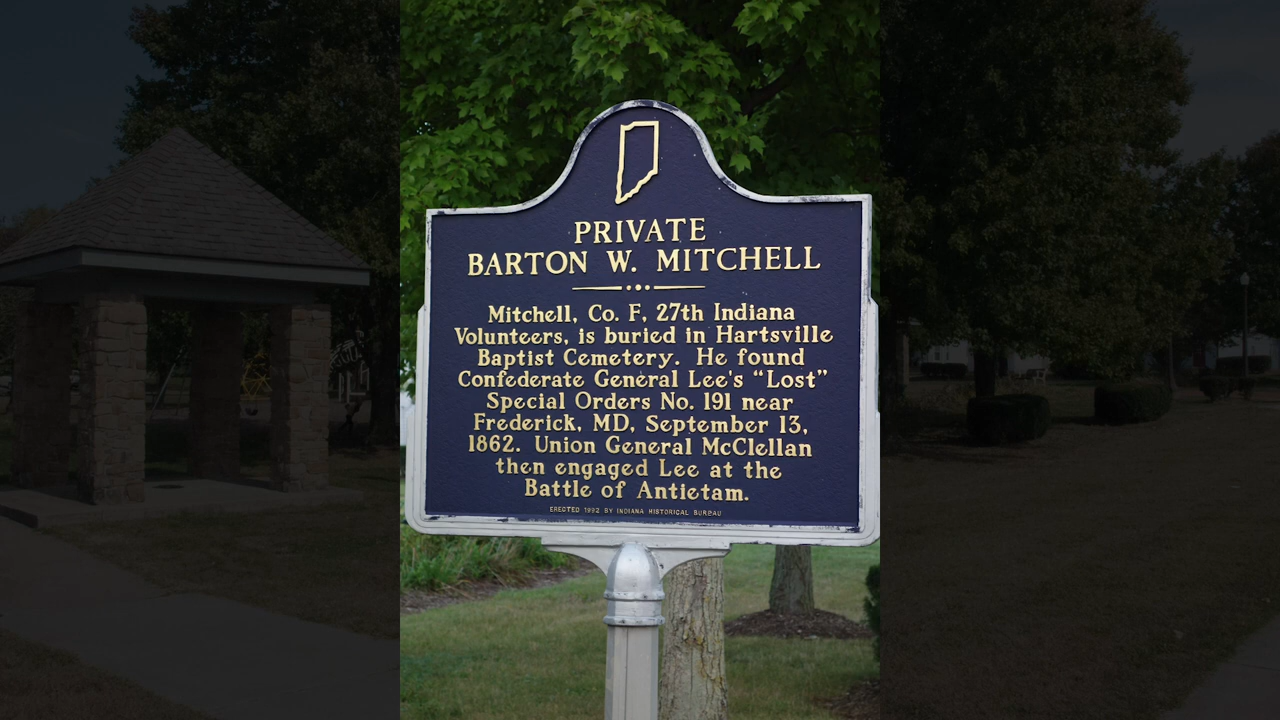 PRIVATE
BARTON W. MITCHELL
Mitchell, Co. F, 27th Indiana
Volunteers, is buried in Hartsville
Baptist Cemetery. He found
Confederate General Lee's "Lost"
Special Orders No. 191 near
Frederick, MD, September 13,
1862. Union General McClellan
then engaged Lee at the
Battle of Antietam.
ERECTED 1992 BY INDIANA HISTORICAL BUREAU